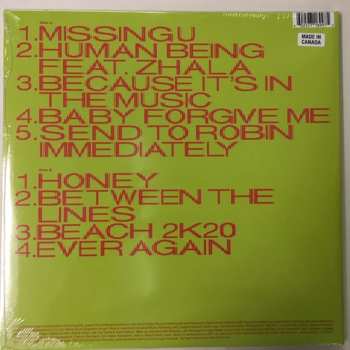 MADE IN
CANADA
1.MISSING U
2.HUMAN BEING
FEAT. ZHALA
3.BECAUSE IT'S IN
THE MUSIC
4.BABY FORGIVE ME
5.SEND TO ROBIN
IMMEDIATELY
1.HONEY
2.BETWEEN THE
LINES
3.BEACH 2K20
4.EVER AGAIN